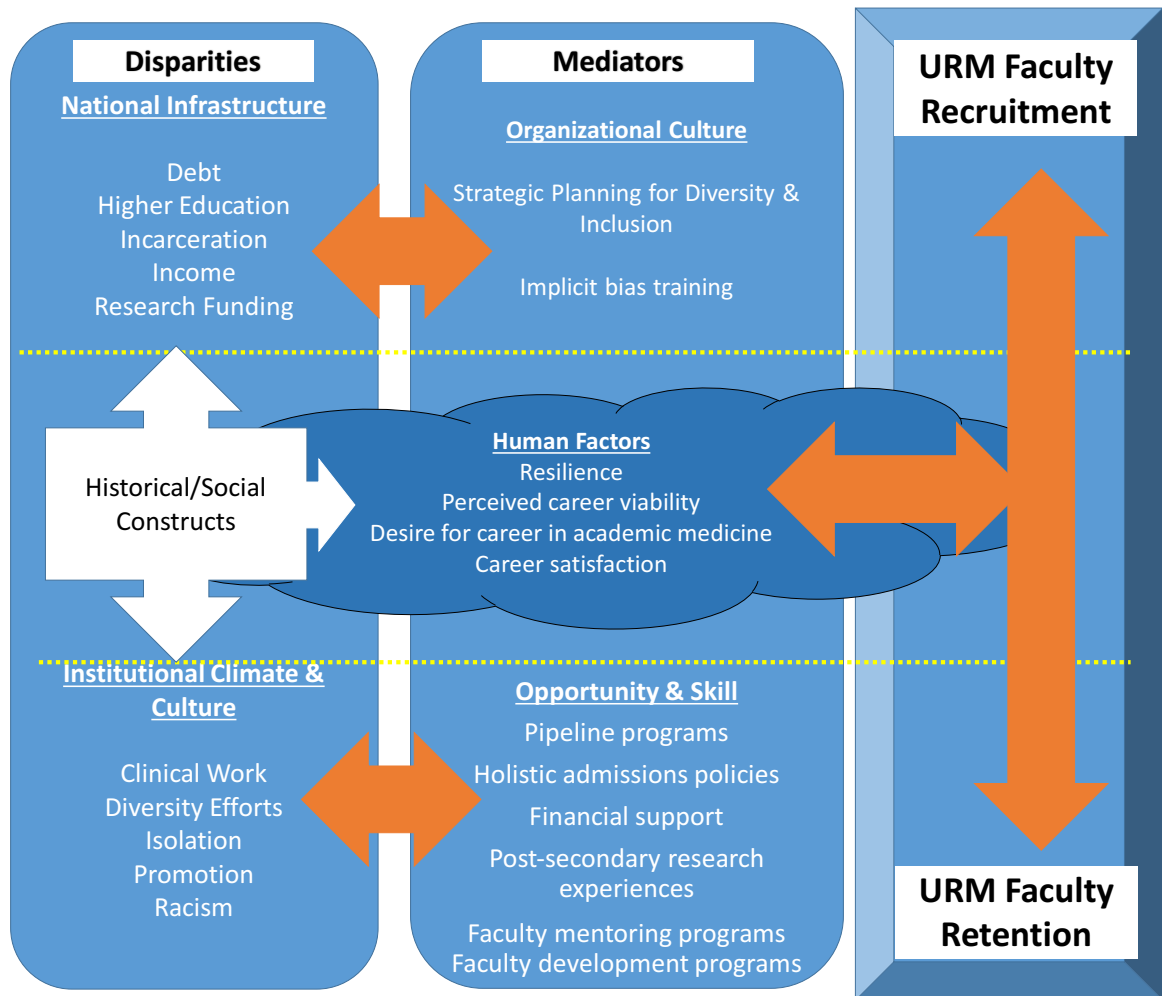 Disparities
National Infrastructure
Debt
Higher Education
Incarceration
Income
Research Funding
Historical/Social
Constructs
Institutional Climate &
Culture
Clinical Work
Diversity Efforts
Isolation
Promotion
Racism
Mediators
Organizational Culture
Strategic Planning for Diversity &
Inclusion
Implicit bias training
Human Factors
Resilience
Perceived career viability
Desire for career in academic medicine
Career satisfaction
Opportunity & Skill
Pipeline programs
Holistic admissions policies
Financial support
Post-secondary research
experiences
Faculty mentoring programs
Faculty development programs
URM Faculty
Recruitment
URM Faculty
Retention